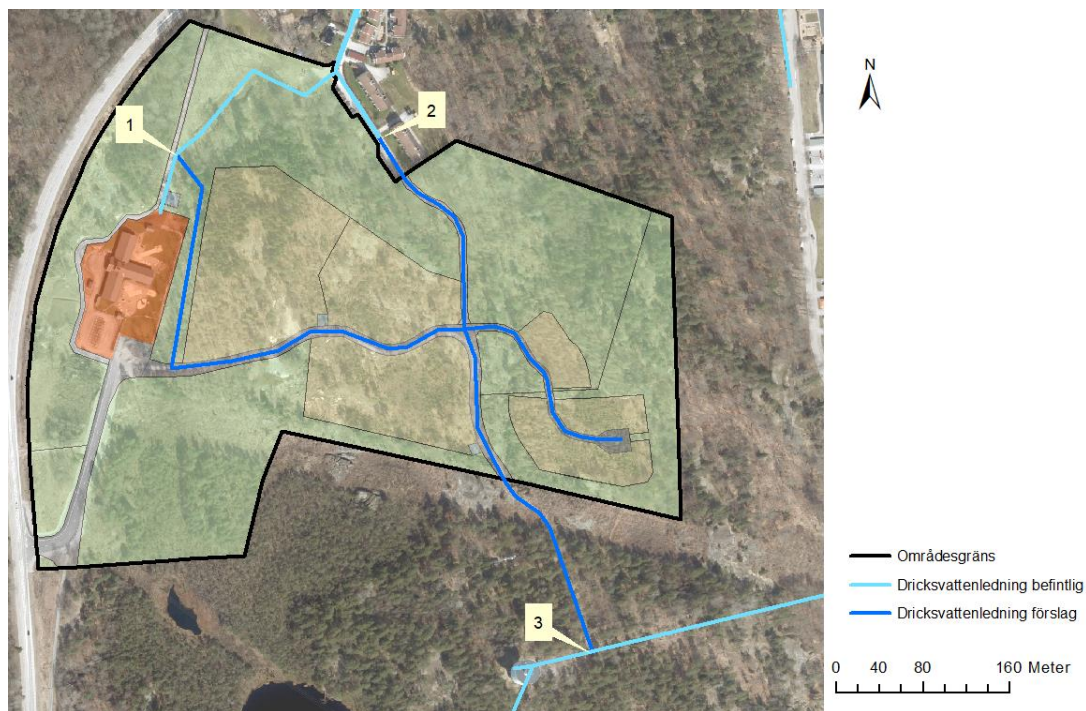 N
1
2
3
Områdesgräns
Dricksvattenledning befintlig
Dricksvattenledning förslag
0 40 80 160 Meter